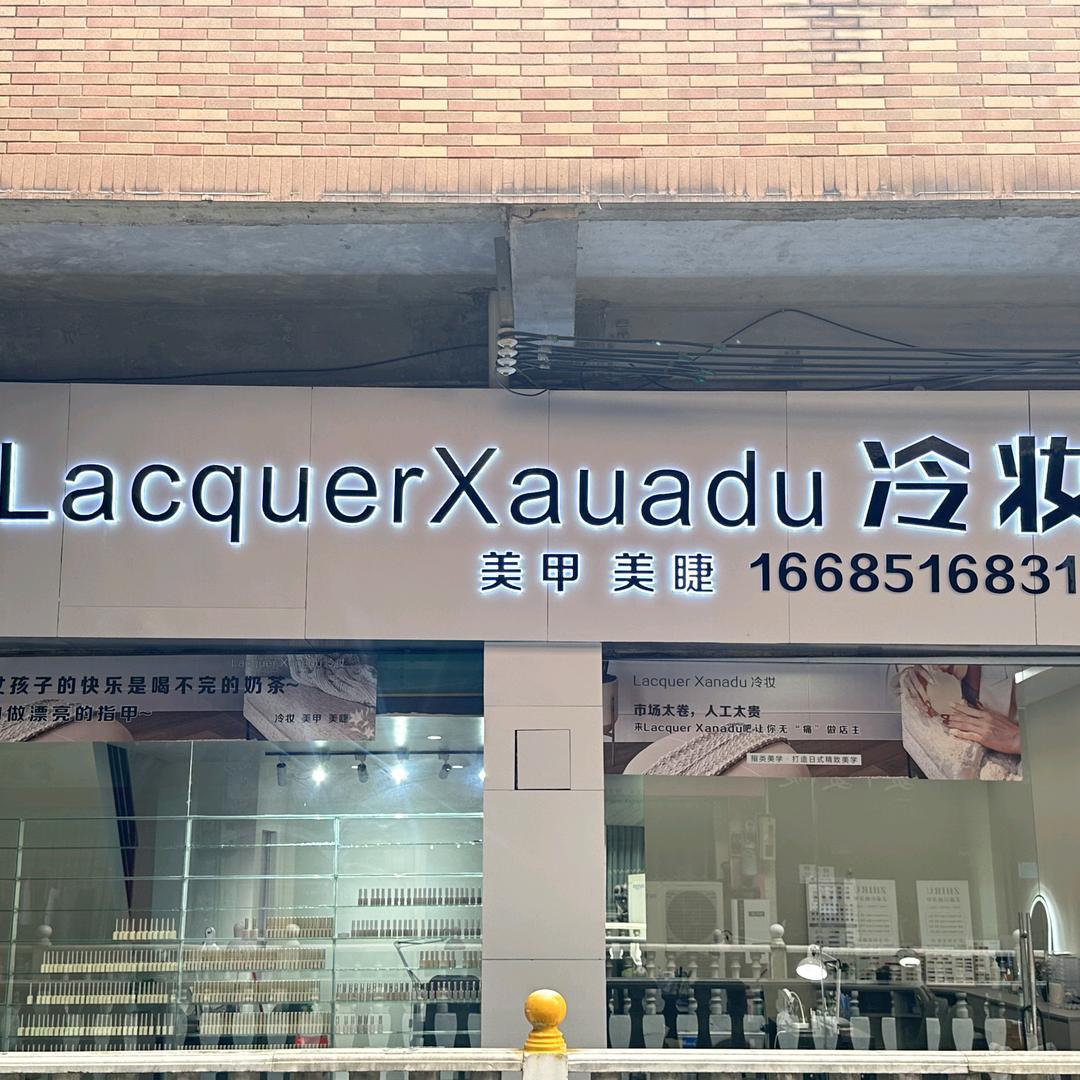 LacquerXauadu 冷妆
美甲 美睫 1668516831
孩子的快乐是喝不完的奶茶~
做漂亮的指甲~
冷妆 美甲 美睫
Lacquer Xanadu 冷妆
市场太卷，人工太贵
来Lacquer Xanadu吧让你无“痛”做店主
指类美学·打造日式精致美学